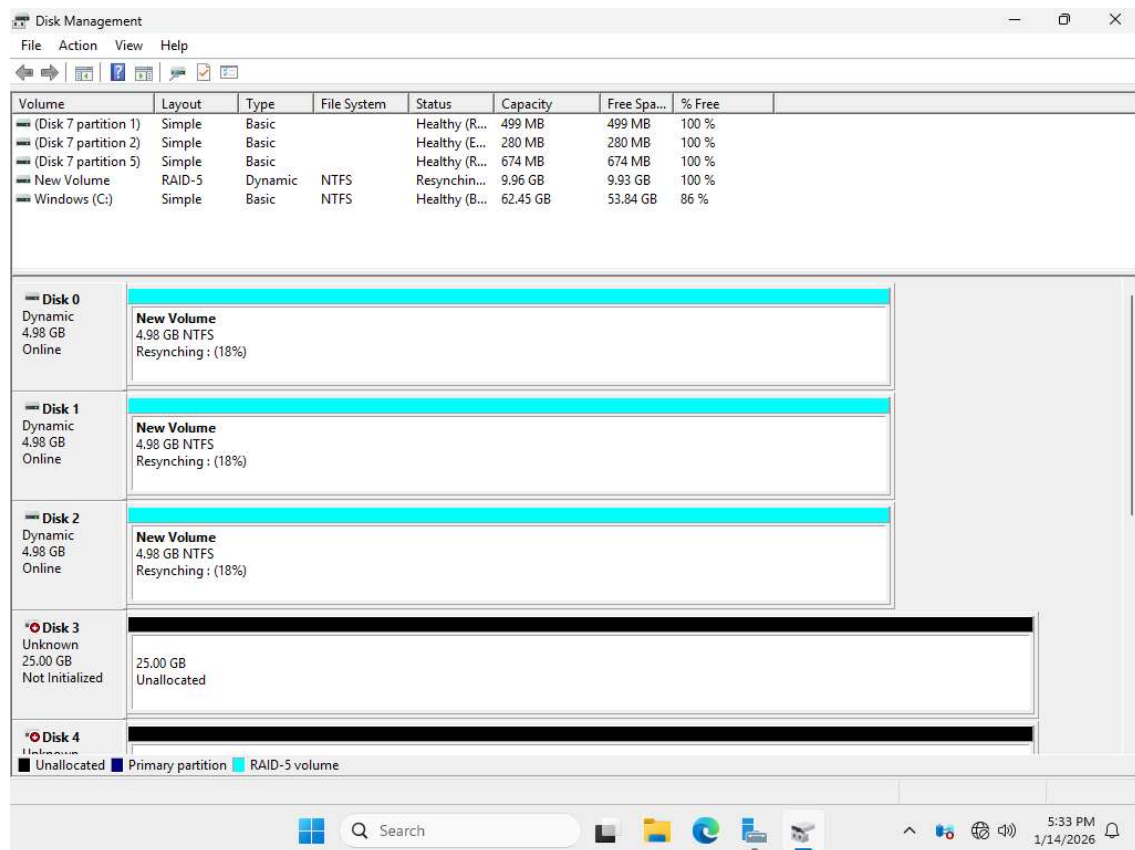 Disk Management
File Action View Help
Volume Layout Type File System Status Capacity Free Spa... % Free
(Disk 7 partition 1) Simple Basic Healthy (R... 499 MB 499 MB 100 %
(Disk 7 partition 2) Simple Basic Healthy (E... 280 MB 280 MB 100 %
(Disk 7 partition 5) Simple Basic Healthy (R... 674 MB 674 MB 100 %
New Volume RAID-5 Dynamic NTFS Resynchin... 9.96 GB 9.93 GB 100 %
Windows (C:) Simple Basic NTFS Healthy (B... 62.45 GB 53.84 GB 86 %
Disk 0
Dynamic
4.98 GB
Online
New Volume
4.98 GB NTFS
Resynching : (18%)
Disk 1
Dynamic
4.98 GB
Online
New Volume
4.98 GB NTFS
Resynching : (18%)
Disk 2
Dynamic
4.98 GB
Online
New Volume
4.98 GB NTFS
Resynching : (18%)
Disk 3
Unknown
25.00 GB
Not Initialized
25.00 GB
Unallocated
Disk 4
Unallocated Primary partition RAID-5 volume
Search
5:33 PM
1/14/2026